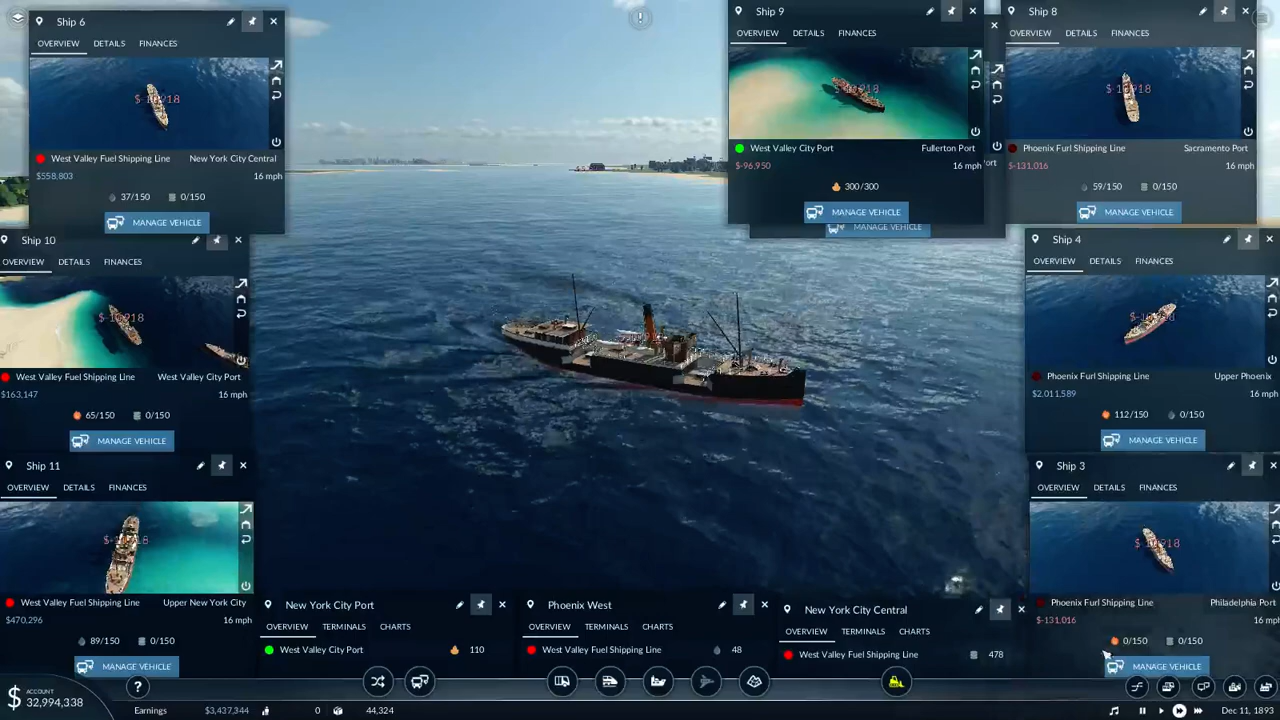 Ship 6
OVERVIEW DETAILS FINANCES
West Valley Fuel Shipping Line New York City Central
$558,803 16 mph
37/150 0/150
MANAGE VEHICLE
Ship 9
OVERVIEW DETAILS FINANCES
West Valley City Port Fullerton Port
$-96,950 16 mph
300/300
MANAGE VEHICLE
MANAGE VEHICLE
ort
Ship 8
OVERVIEW DETAILS FINANCES
Phoenix Furl Shipping Line Sacramento Port
$-131,016 16 mph
59/150 0/150
MANAGE VEHICLE
Ship 10
OVERVIEW DETAILS FINANCES
West Valley Fuel Shipping Line West Valley City Port
$163,147 16 mph
65/150 0/150
MANAGE VEHICLE
Ship 4
OVERVIEW DETAILS FINANCES
Phoenix Furl Shipping Line Upper Phoenix
$2,011,589 16 mph
112/150 0/150
MANAGE VEHICLE
Ship 11
OVERVIEW DETAILS FINANCES
West Valley Fuel Shipping Line Upper New York City
$470,296 16 mph
89/150 0/150
MANAGE VEHICLE
Ship 3
OVERVIEW DETAILS FINANCES
Phoenix Furl Shipping Line Philadelphia Port
$-131,016 16 mph
0/150 0/150
MANAGE VEHICLE
New York City Port
OVERVIEW TERMINALS CHARTS
West Valley City Port 110
Phoenix West
OVERVIEW TERMINALS CHARTS
West Valley Fuel Shipping Line 48
New York City Central
OVERVIEW TERMINALS CHARTS
West Valley Fuel Shipping Line 478
$ ACCOUNT
32,994,338
?
Earnings $3,437,344 0 44,324
Dec 11, 1893